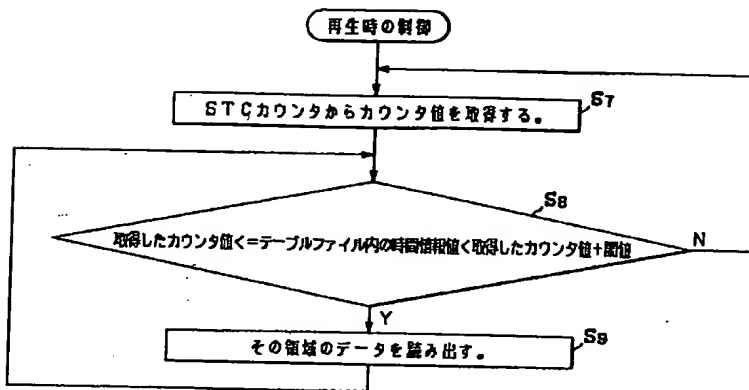 再生時の制御
STCカウンタからカウンタ値を取得する。
S7
S8
取得したカウンタ値<=テーブルファイル内の時間情報値<取得したカウンタ値+閾値
N
Y
S9
その領域のデータを読み出す。